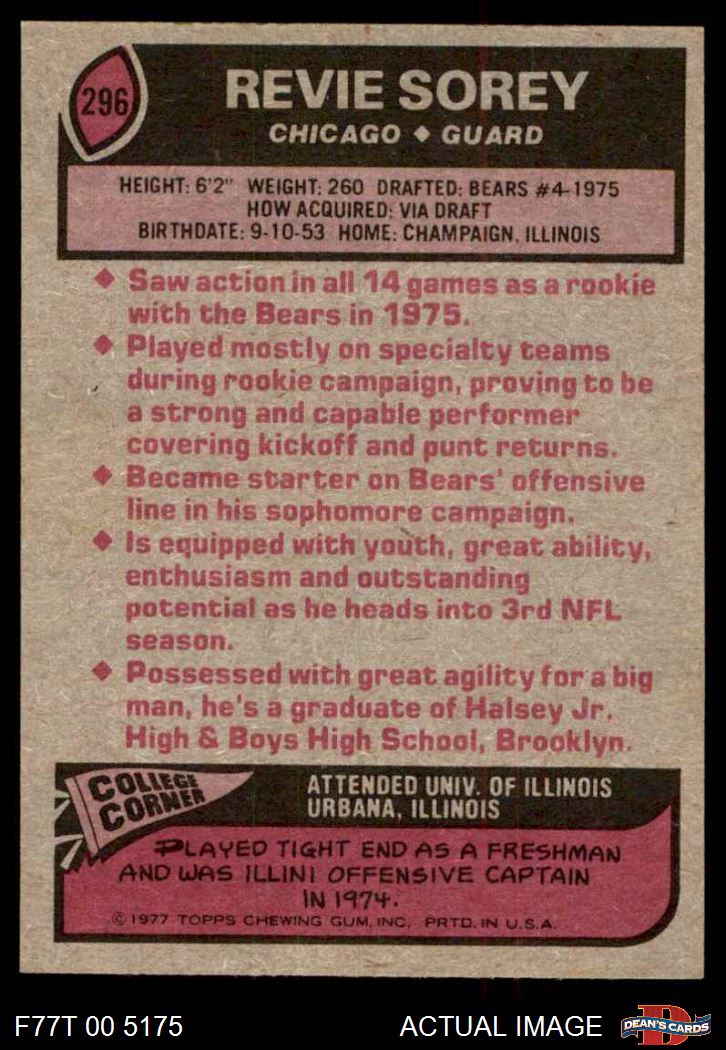 296
REVIE SOREY
CHICAGO ◆ GUARD
HEIGHT: 6'2" WEIGHT: 260 DRAFTED: BEARS #4-1975
HOW ACQUIRED: VIA DRAFT
BIRTHDATE: 9-10-53 HOME: CHAMPAIGN, ILLINOIS
◆ Saw action in all 14 games as a rookie
with the Bears in 1975.
◆ Played mostly on specialty teams
during rookie campaign, proving to be
a strong and capable performer
covering kickoff and punt returns.
◆ Became starter on Bears' offensive
line in his sophomore campaign.
◆ Is equipped with youth, great ability,
enthusiasm and outstanding
potential as he heads into 3rd NFL
season.
◆ Possessed with great agility for a big
man, he's a graduate of Halsey Jr.
High & Boys High School, Brooklyn.
COLLEGE
CORNER
ATTENDED UNIV. OF ILLINOIS
URBANA, ILLINOIS
PLAYED TIGHT END AS A FRESHMAN
AND WAS ILLINI OFFENSIVE CAPTAIN
IN 1974.
©1977 TOPPS CHEWING GUM, INC. PRTD. IN U.S.A.
F77T 00 5175
ACTUAL IMAGE
D
DEAN'S CARDS